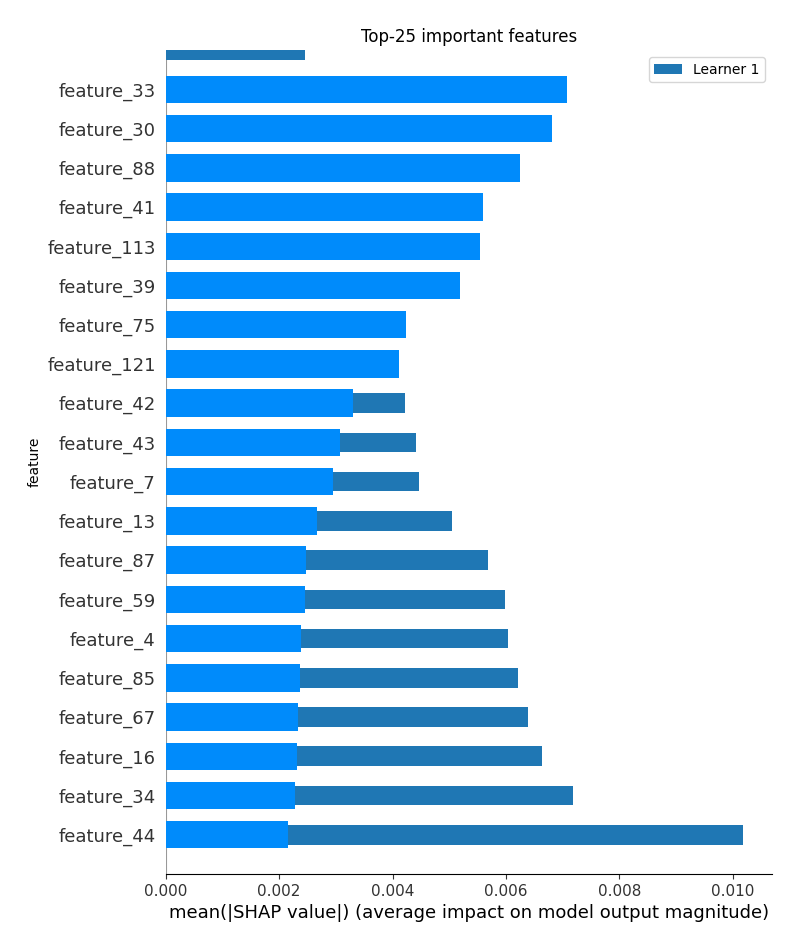 Top-25 important features
Learner 1
feature_33
feature_30
feature_88
feature_41
feature_113
feature_39
feature_75
feature_121
feature_42
feature_43
feature_7
feature_13
feature_87
feature_59
feature_4
feature_85
feature_67
feature_16
feature_34
feature_44
feature
0.000 0.002 0.004 0.006 0.008 0.010
mean(|SHAP value|) (average impact on model output magnitude)